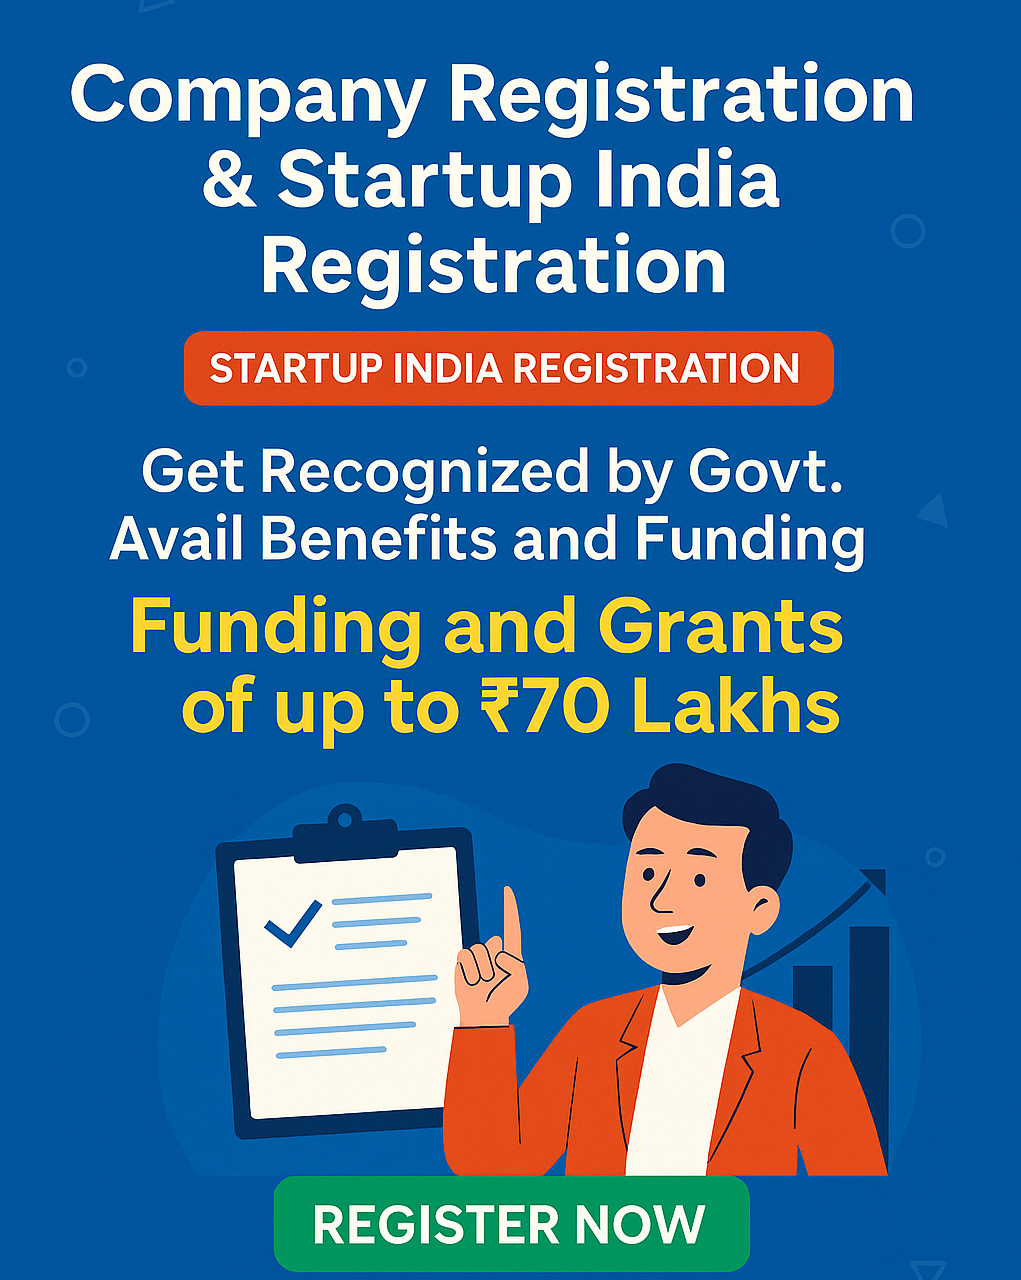 Company Registration
& Startup India
Registration
STARTUP INDIA REGISTRATION
Get Recognized by Govt.
Avail Benefits and Funding
Funding and Grants
of up to ₹70 Lakhs
REGISTER NOW